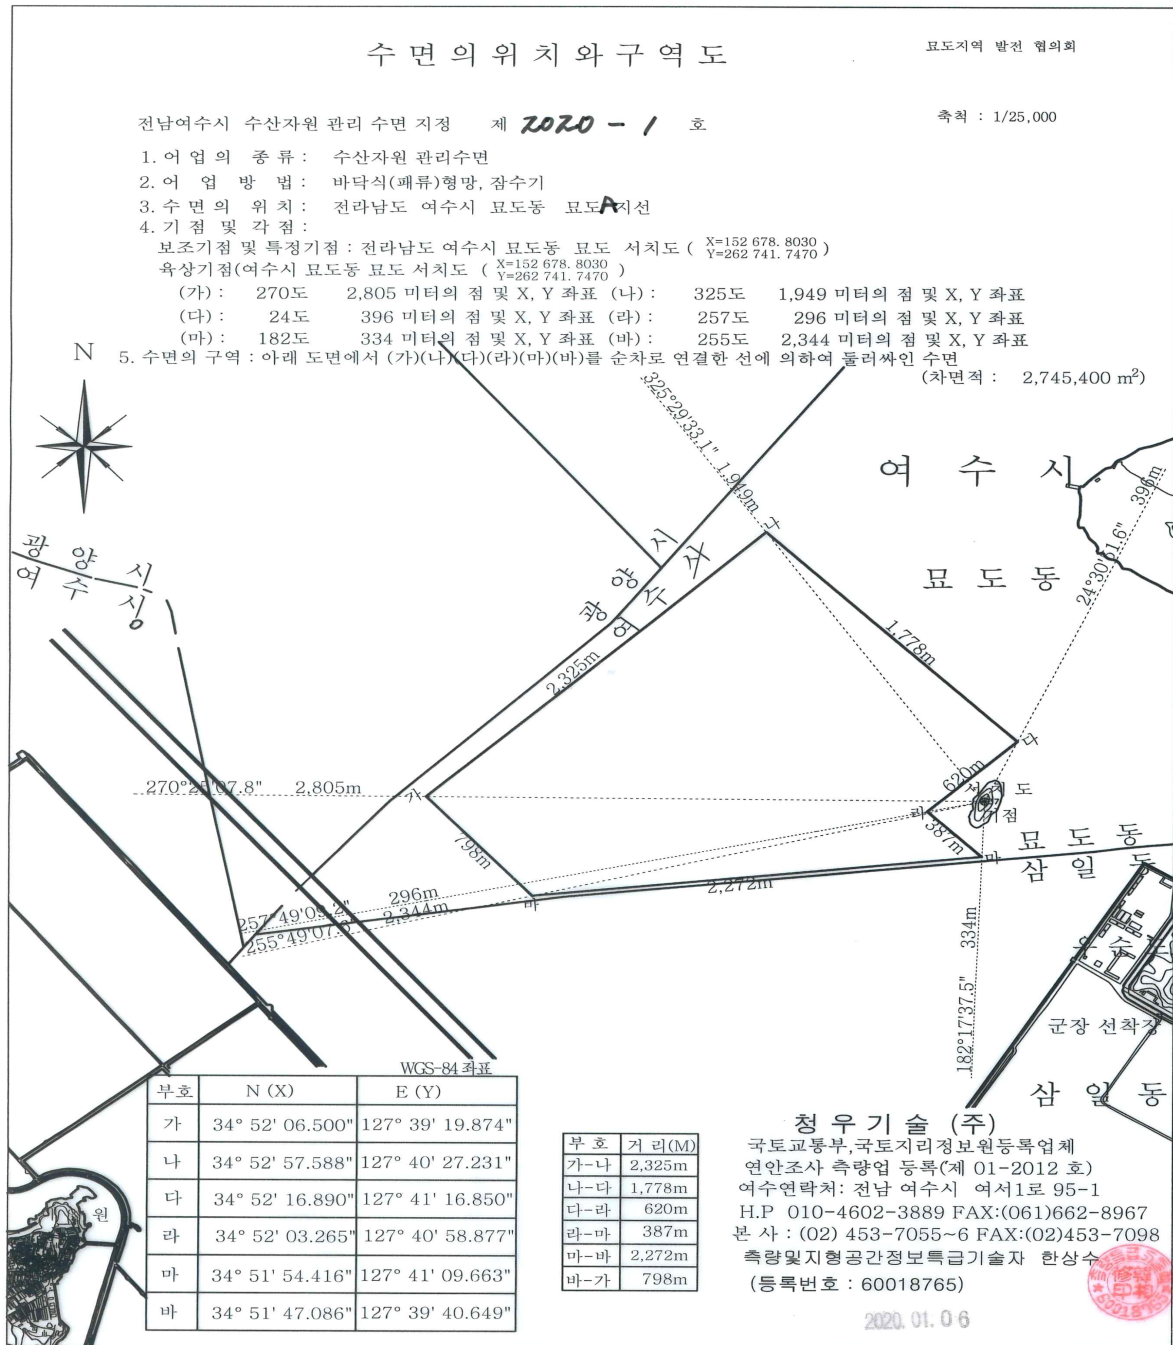 수면의위치와구역도
묘도지역 발전 협의회
전남여수시 수산자원 관리 수면 지정 제 2020-1 호
축척 : 1/25,000
1. 어 업 의 종 류 : 수산자원 관리수면
2. 어 업 방 법 : 바닥식(패류)형망, 잠수기
3. 수 면 의 위 치 : 전라남도 여수시 묘도동 묘도 A 지선
4. 기 점 및 각 점 :
보조기점 및 특정기점 : 전라남도 여수시 묘도동 묘도 서치도 ( X=152 678. 8030 Y=262 741. 7470 )
육상기점(여수시 묘도동 묘도 서치도 ( X=152 678. 8030 Y=262 741. 7470 )
(가) : 270도 2,805 미터의 점 및 X, Y 좌표 (나) : 325도 1,949 미터의 점 및 X, Y 좌표
(다) : 24도 396 미터의 점 및 X, Y 좌표 (라) : 257도 296 미터의 점 및 X, Y 좌표
(마) : 182도 334 미터의 점 및 X, Y 좌표 (바) : 255도 2,344 미터의 점 및 X, Y 좌표
5. 수면의 구역 : 아래 도면에서 (가)(나)(다)(라)(마)(바)를 순차로 연결한 선에 의하여 둘러싸인 수면
(차면적 : 2,745,400 m²)
N
325°29'33.1" 1,949m
여 수 시
24°30'51.6" 396m
광 양 시
여 수 시
광 양 시
여 수 시
묘 도 동
2,325m
1,778m
다
620m
270°25'07.8" 2,805m
가
서치도
기점
라
387m
798m
묘 도 동
삼 일 동
마
2,272m
296m
257°49'09.2"
2,344m
255°49'07.3"
마
334m
182°17'37.5"
군장 선착장
삼 일 동
원
WGS-84 좌표
부호 N (X) E (Y)
가 34° 52' 06.500" 127° 39' 19.874"
나 34° 52' 57.588" 127° 40' 27.231"
다 34° 52' 16.890" 127° 41' 16.850"
라 34° 52' 03.265" 127° 40' 58.877"
마 34° 51' 54.416" 127° 41' 09.663"
바 34° 51' 47.086" 127° 39' 40.649"
부 호 거 리(M)
가-나 2,325m
나-다 1,778m
다-라 620m
라-마 387m
마-바 2,272m
바-가 798m
청 우 기 술 (주)
국토교통부,국토지리정보원등록업체
연안조사 측량업 등록(제 01-2012 호)
여수연락처: 전남 여수시 여서1로 95-1
H.P 010-4602-3889 FAX:(061)662-8967
본 사 : (02) 453-7055~6 FAX:(02)453-7098
측량및지형공간정보특급기술자 한상수
(등록번호 : 60018765)
2020. 01. 06